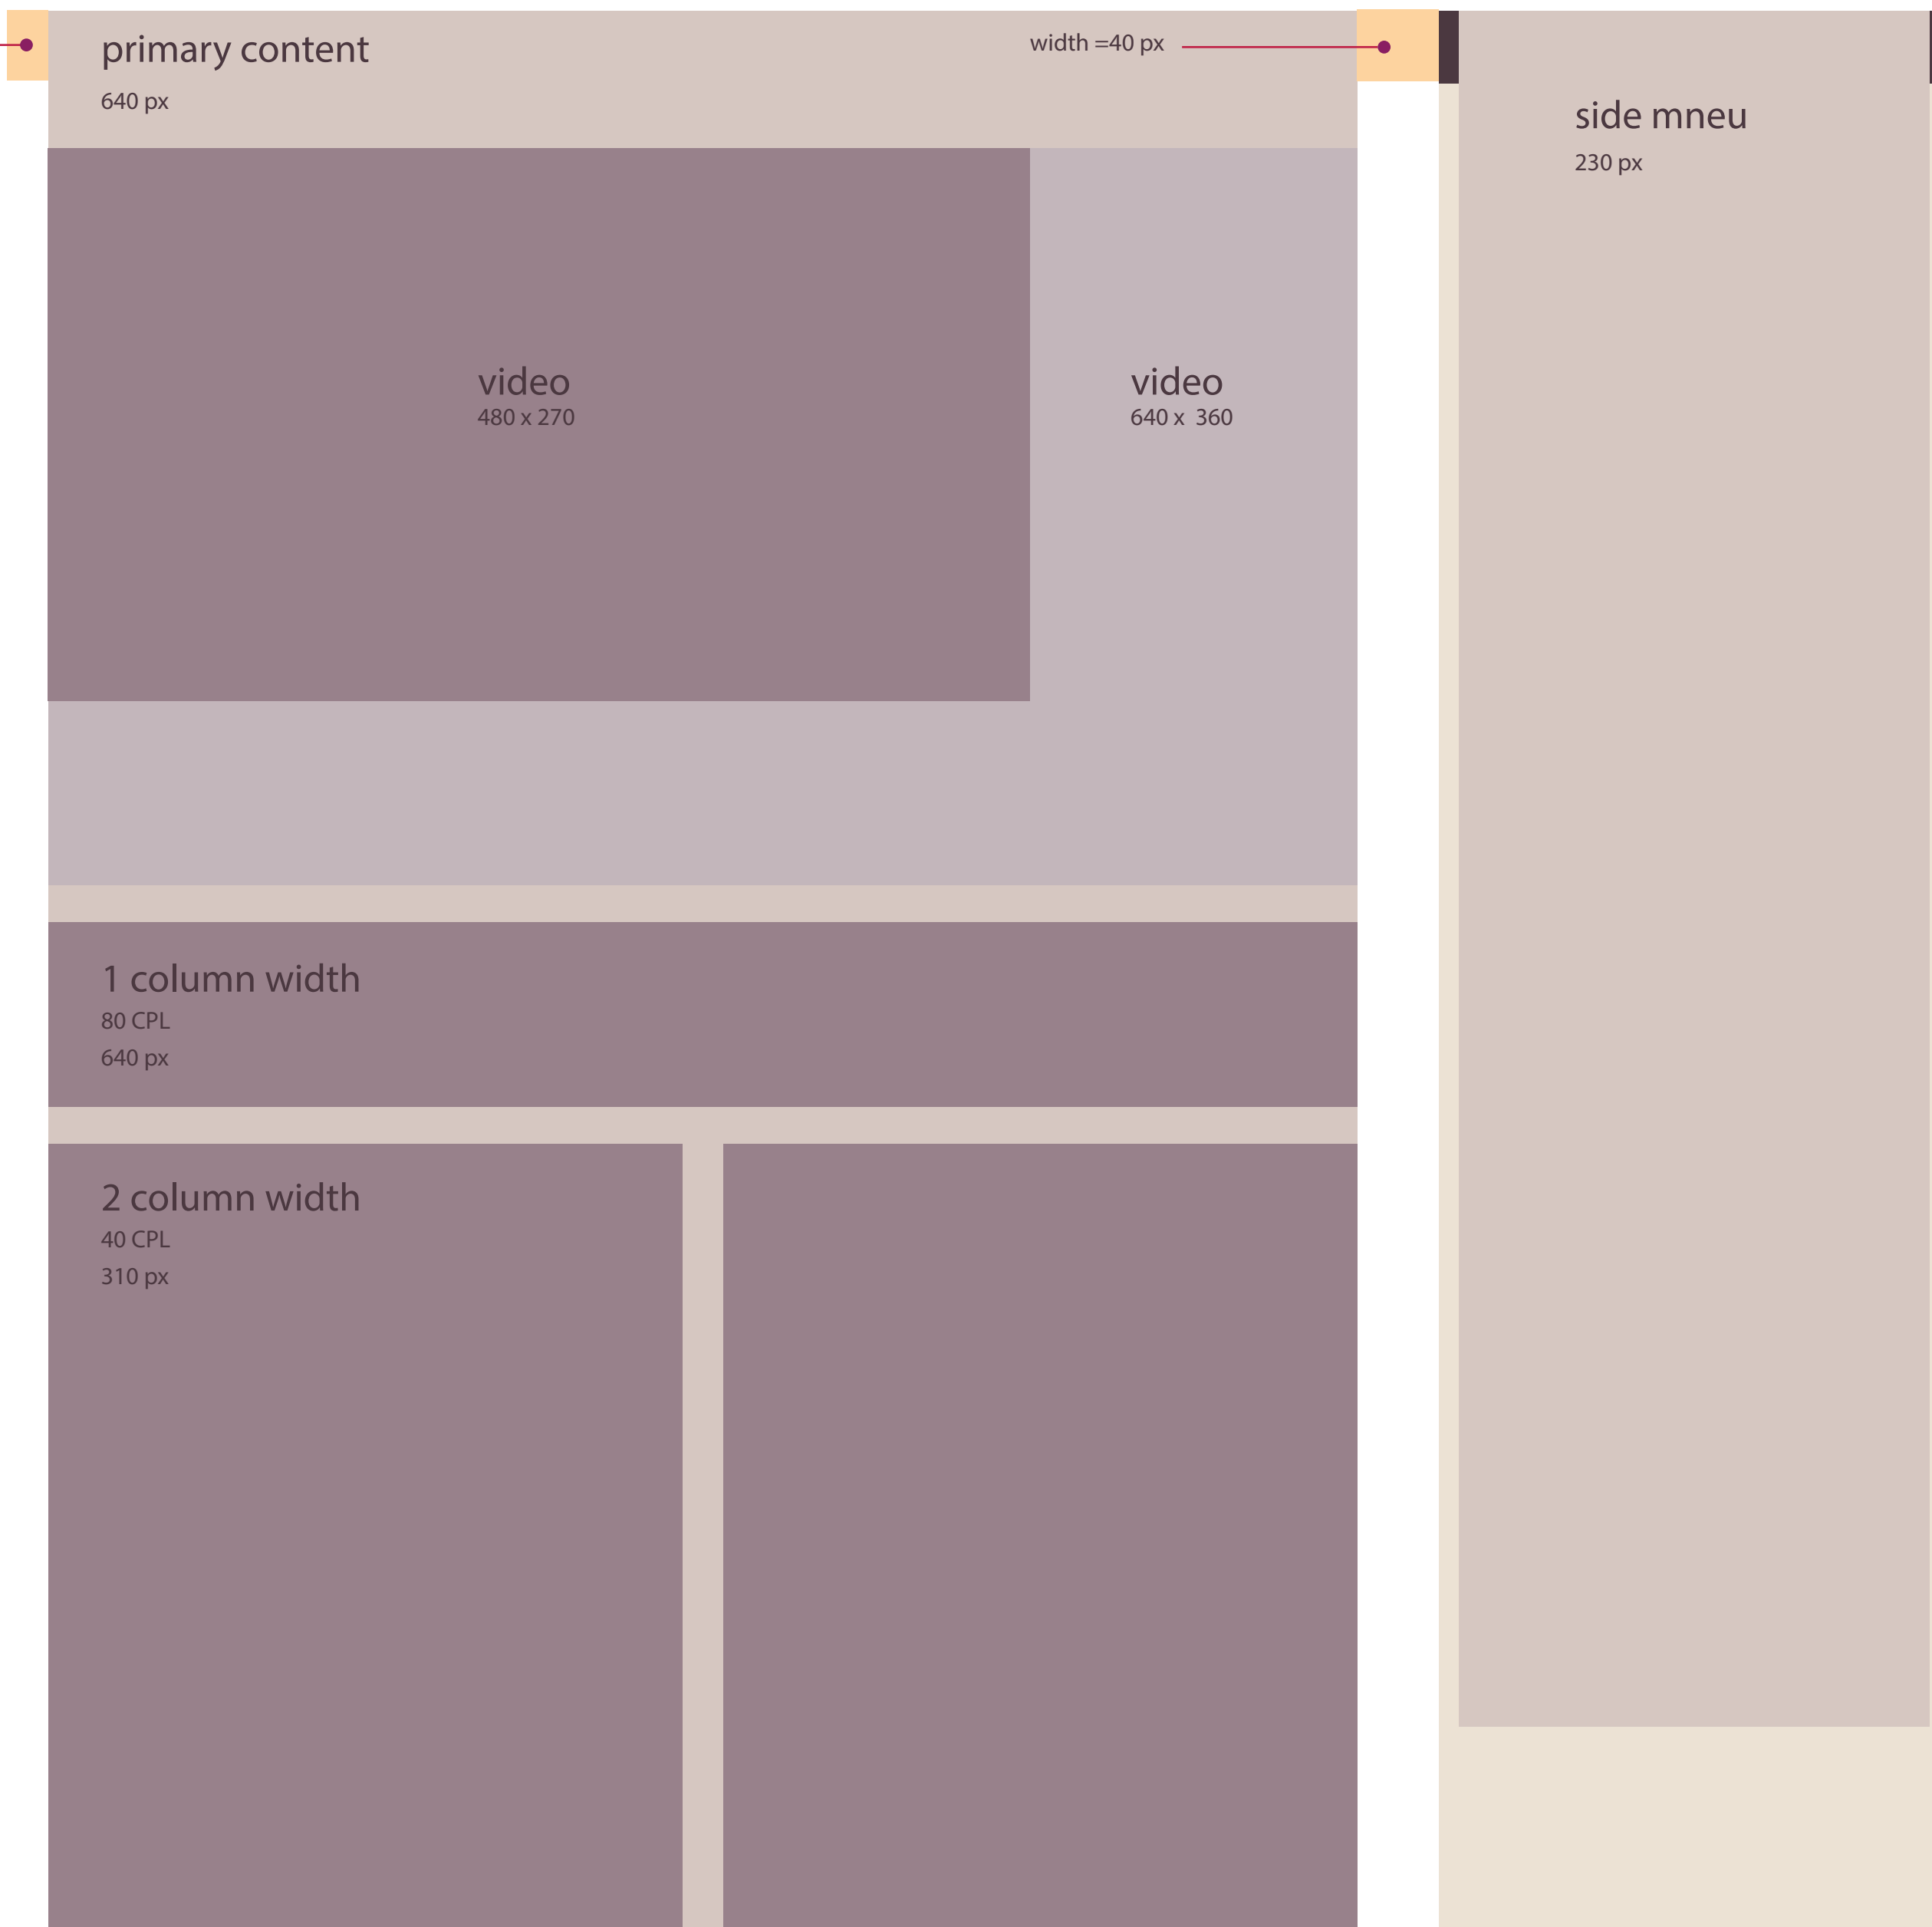 primary content
640 px
width =40 px
side mneu
230 px
video
480 x 270
video
640 x  360
1 column width
80 CPL
640 px
2 column width
40 CPL
310 px